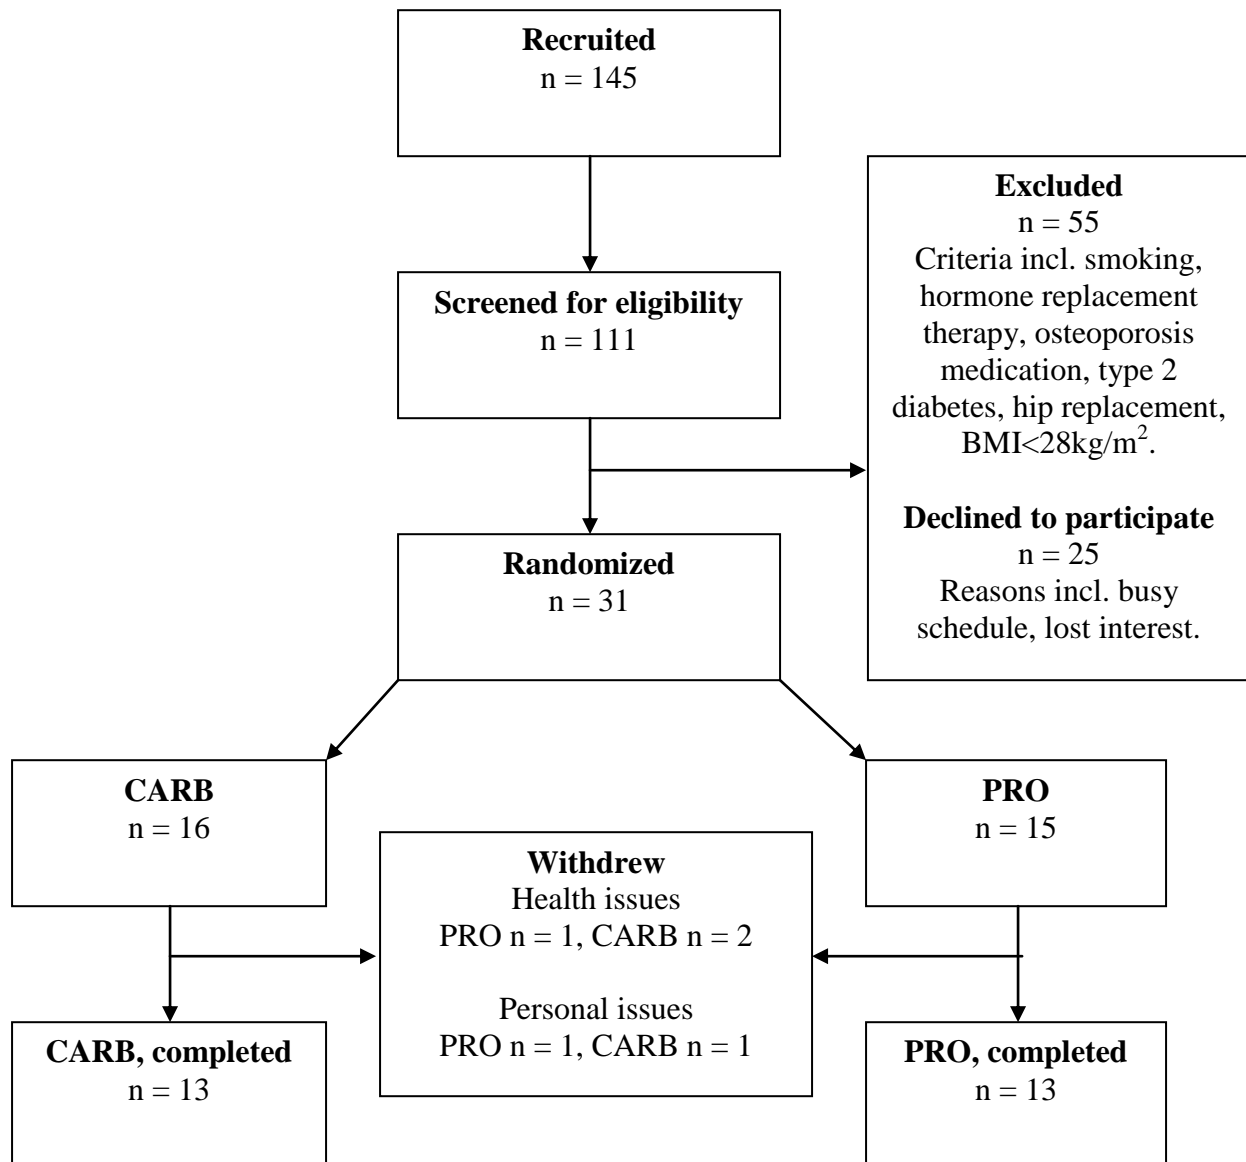 Recruited
n = 145
Excluded
n = 55
Criteria incl. smoking,
hormone replacement
therapy, osteoporosis
medication, type 2
diabetes, hip replacement,
BMI<28kg/m².
Declined to participate
n = 25
Reasons incl. busy
schedule, lost interest.
Screened for eligibility
n = 111
Randomized
n = 31
CARB
n = 16
PRO
n = 15
Withdrew
Health issues
PRO n = 1, CARB n = 2
Personal issues
PRO n = 1, CARB n = 1
CARB, completed
n = 13
PRO, completed
n = 13